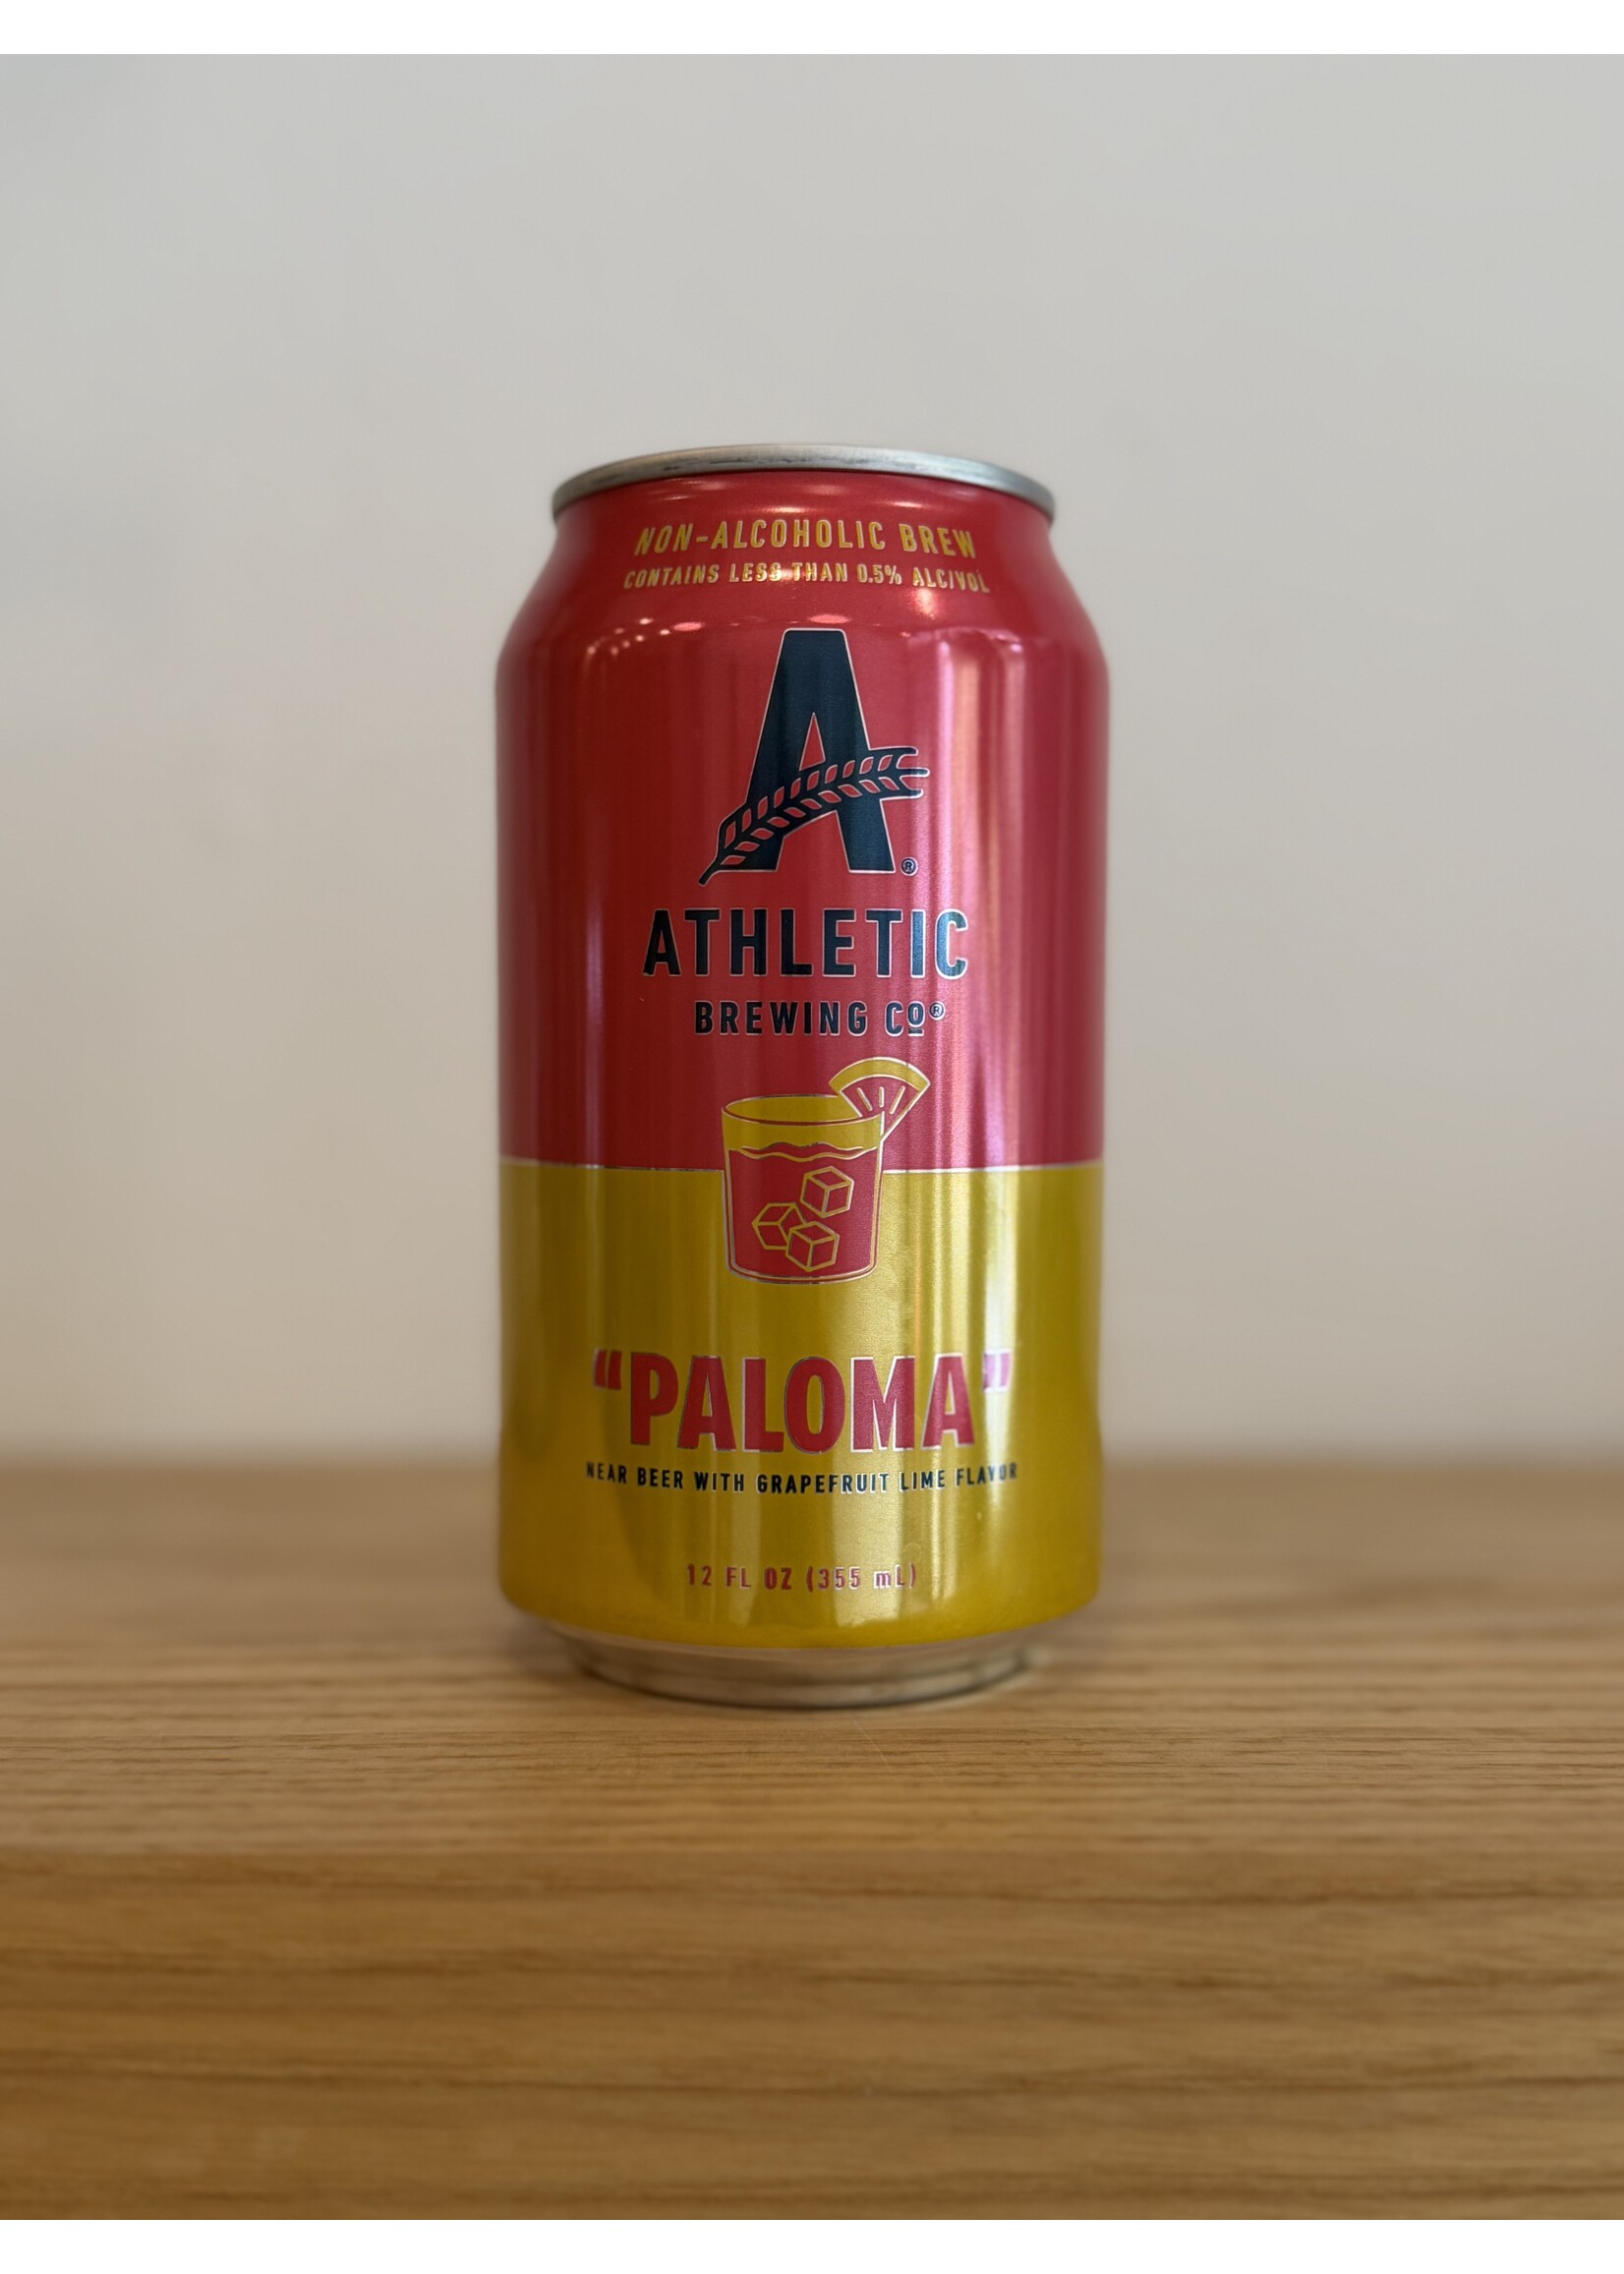 NON-ALCOHOLIC BREW
CONTAINS LESS THAN 0.5% ALC/VOL
A®
ATHLETIC
BREWING Cº®
"PALOMA"
NEAR BEER WITH GRAPEFRUIT LIME FLAVOR
12 FL OZ (355 mL)